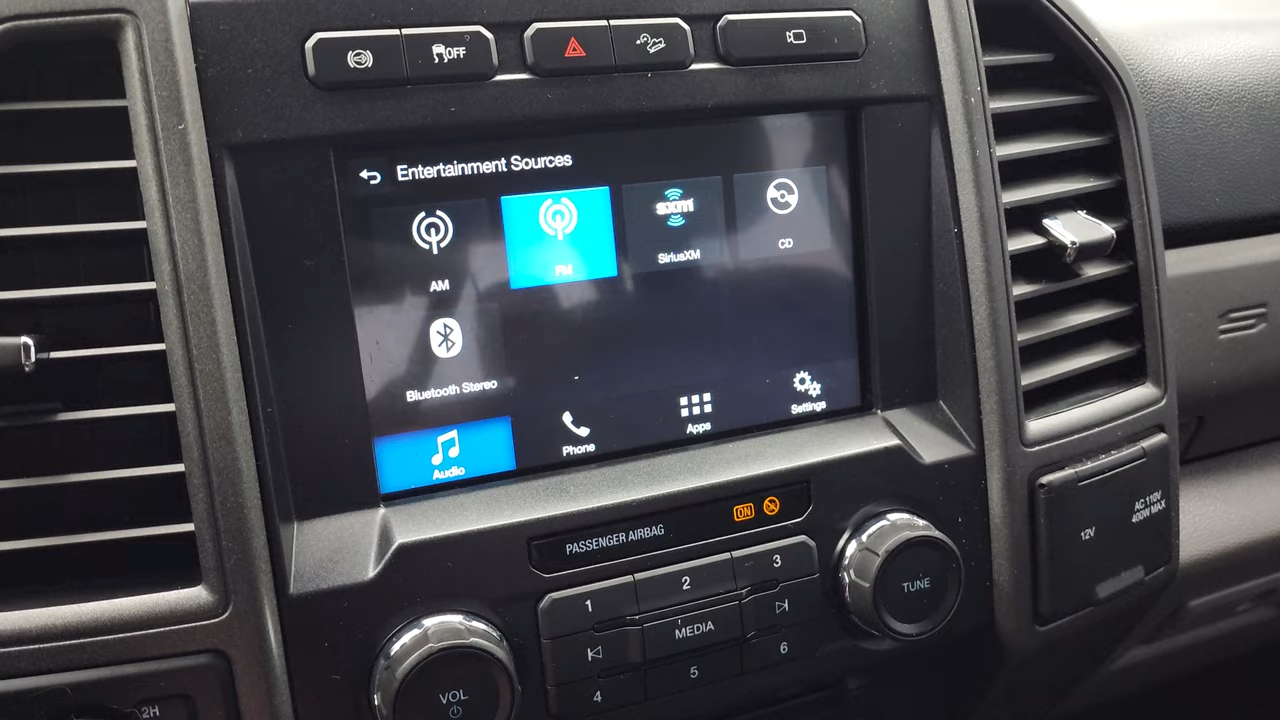 OFF
Entertainment Sources
AM
FM
sxm
SiriusXM
CD
Bluetooth Stereo
Audio
Phone
Apps
Settings
PASSENGER AIRBAG
ON
AC 110V
400W MAX
12V
1
2
3
MEDIA
4
5
6
VOL
TUNE
2H